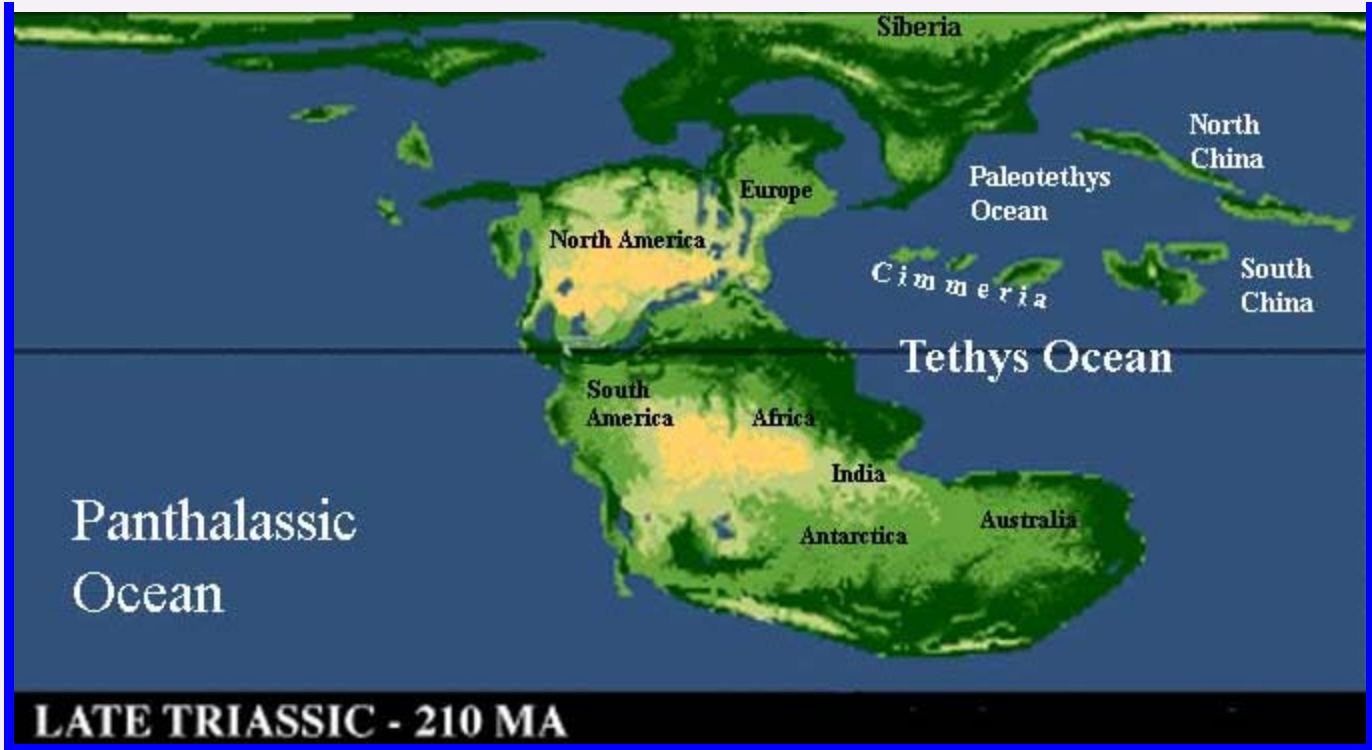 Siberia
North
China
Paleotethys
Ocean
Europe
North America
Cimmeria
South
China
Tethys Ocean
South
America
Africa
India
Panthalassic
Ocean
Australia
Antarctica
LATE TRIASSIC - 210 MA